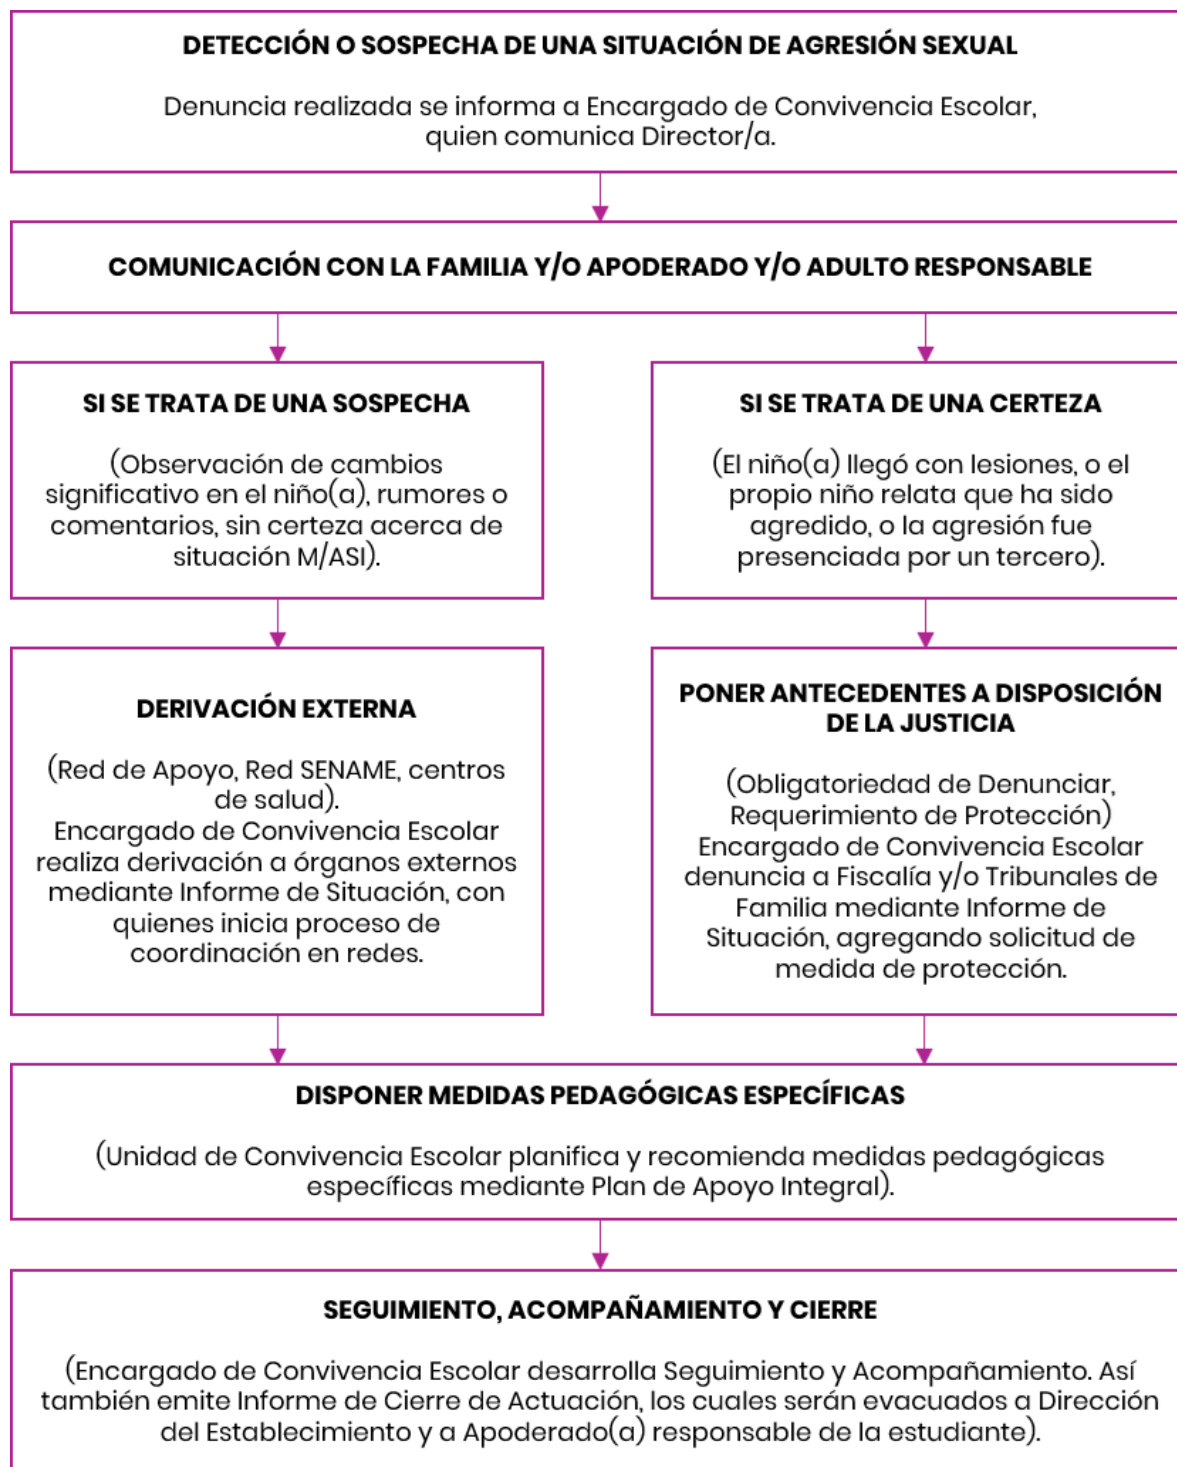 DETECCIÓN O SOSPECHA DE UNA SITUACIÓN DE AGRESIÓN SEXUAL
Denuncia realizada se informa a Encargado de Convivencia Escolar,
quien comunica Director/a.
COMUNICACIÓN CON LA FAMILIA Y/O APODERADO Y/O ADULTO RESPONSABLE
SI SE TRATA DE UNA SOSPECHA
(Observación de cambios
significativo en el niño(a), rumores o
comentarios, sin certeza acerca de
situación M/ASI).
SI SE TRATA DE UNA CERTEZA
(El niño(a) llegó con lesiones, o el
propio niño relata que ha sido
agredido, o la agresión fue
presenciada por un tercero).
DERIVACIÓN EXTERNA
(Red de Apoyo, Red SENAME, centros
de salud).
Encargado de Convivencia Escolar
realiza derivación a órganos externos
mediante Informe de Situación, con
quienes inicia proceso de
coordinación en redes.
PONER ANTECEDENTES A DISPOSICIÓN
DE LA JUSTICIA
(Obligatoriedad de Denunciar,
Requerimiento de Protección)
Encargado de Convivencia Escolar
denuncia a Fiscalía y/o Tribunales de
Familia mediante Informe de
Situación, agregando solicitud de
medida de protección.
DISPONER MEDIDAS PEDAGÓGICAS ESPECÍFICAS
(Unidad de Convivencia Escolar planifica y recomienda medidas pedagógicas
específicas mediante Plan de Apoyo Integral).
SEGUIMIENTO, ACOMPAÑAMIENTO Y CIERRE
(Encargado de Convivencia Escolar desarrolla Seguimiento y Acompañamiento. Así
también emite Informe de Cierre de Actuación, los cuales serán evacuados a Dirección
del Establecimiento y a Apoderado(a) responsable de la estudiante).